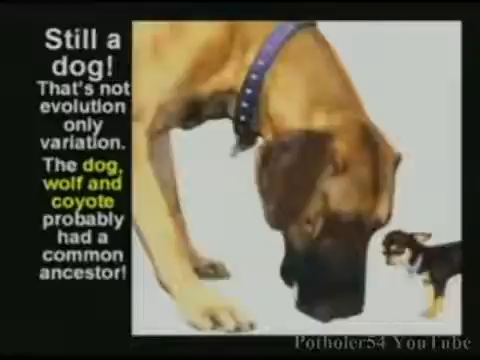 Still a
dog!
That's not
evolution
only
variation.
The dog,
wolf and
coyote
probably
had a
common
ancestor!
Potholer54 YouTube